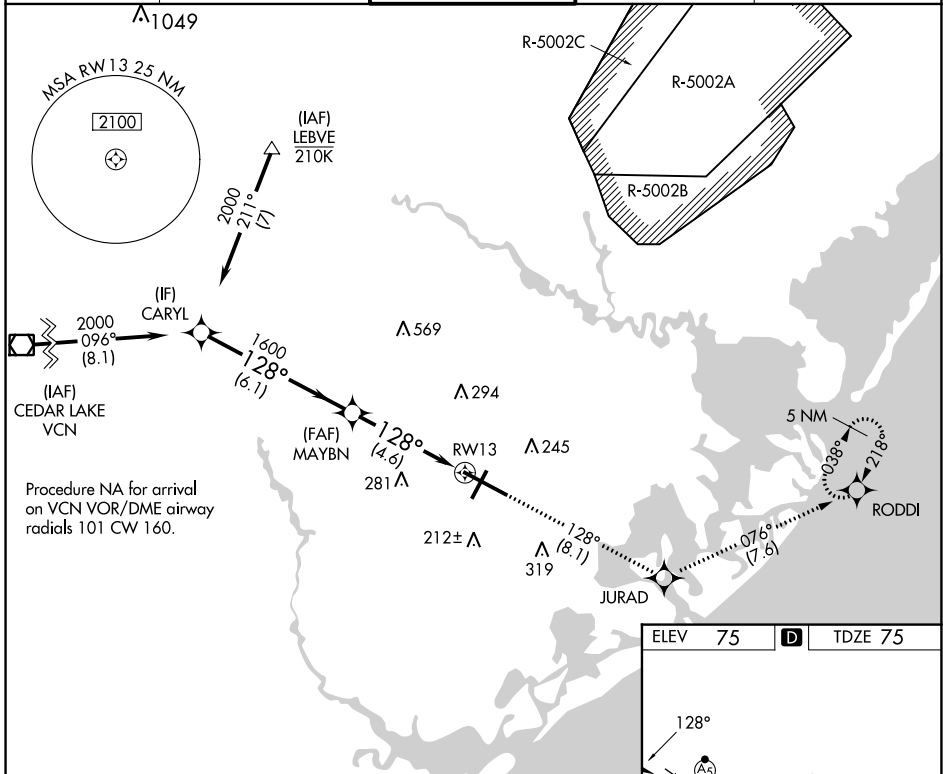 1049
MSA RW13 25 NM
2100
(IAF)
LEBVE
210K
2000
211°
(7)
R-5002C
R-5002A
R-5002B
(IF)
CARYL
2000
096°
(8.1)
(IAF)
CEDAR LAKE
VCN
1600
128°
(6.1)
569
294
(FAF)
MAYBN
128°
(4.6)
RW13
245
281
212±
319
128°
(8.1)
JURAD
076°
(7.6)
5 NM
038°
218°
RODDI
Procedure NA for arrival
on VCN VOR/DME airway
radials 101 CW 160.
ELEV 75 D TDZE 75
128°
A5